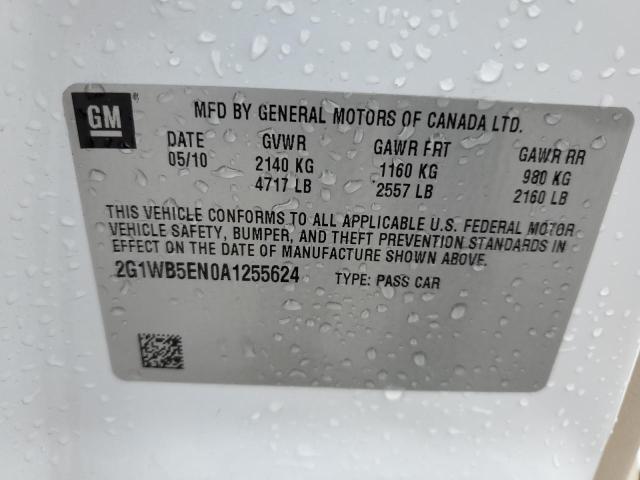 GM
MFD BY GENERAL MOTORS OF CANADA LTD.
DATE GVWR GAWR FRT GAWR RR
05/10 2140 KG 1160 KG 980 KG
4717 LB 2557 LB 2160 LB
THIS VEHICLE CONFORMS TO ALL APPLICABLE U.S. FEDERAL MOTOR
VEHICLE SAFETY, BUMPER, AND THEFT PREVENTION STANDARDS IN
EFFECT ON THE DATE OF MANUFACTURE SHOWN ABOVE.
2G1WB5EN0A1255624 TYPE: PASS CAR